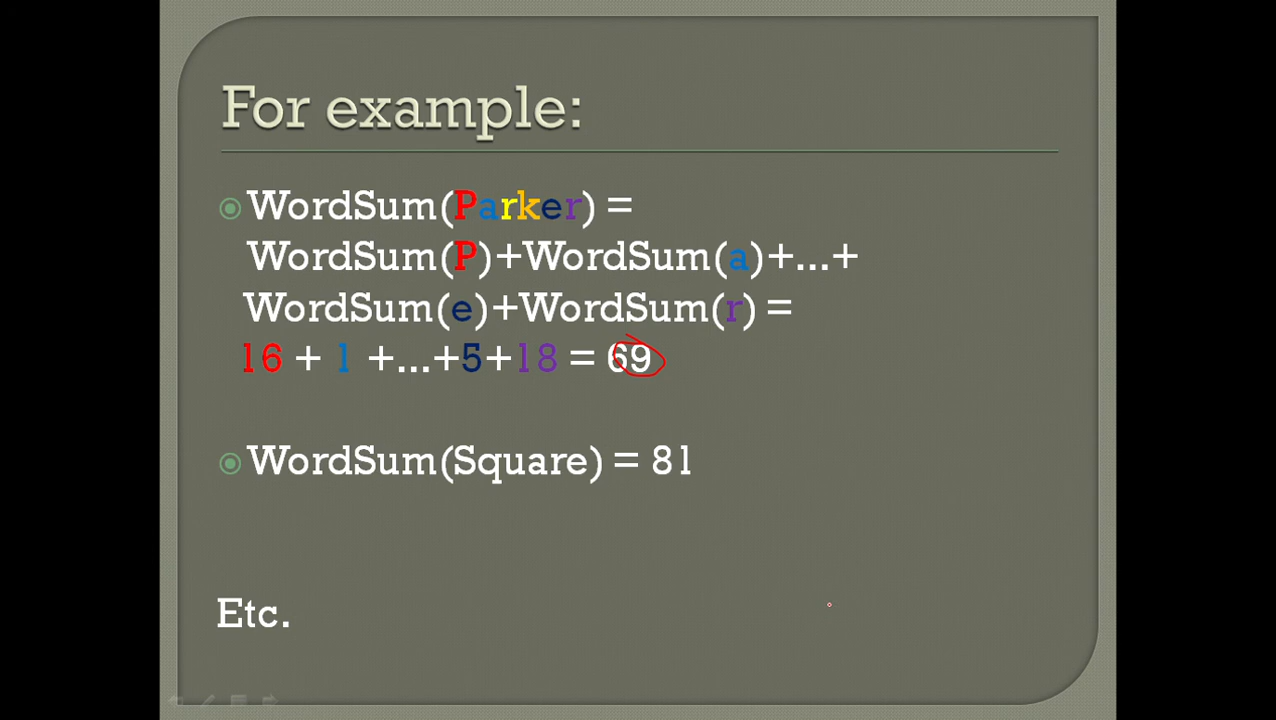 For example:
WordSum(Parker) =
WordSum(P)+WordSum(a)+...+
WordSum(e)+WordSum(r) =
16 + 1 +...+5+18 = 69
WordSum(Square) = 81
Etc.